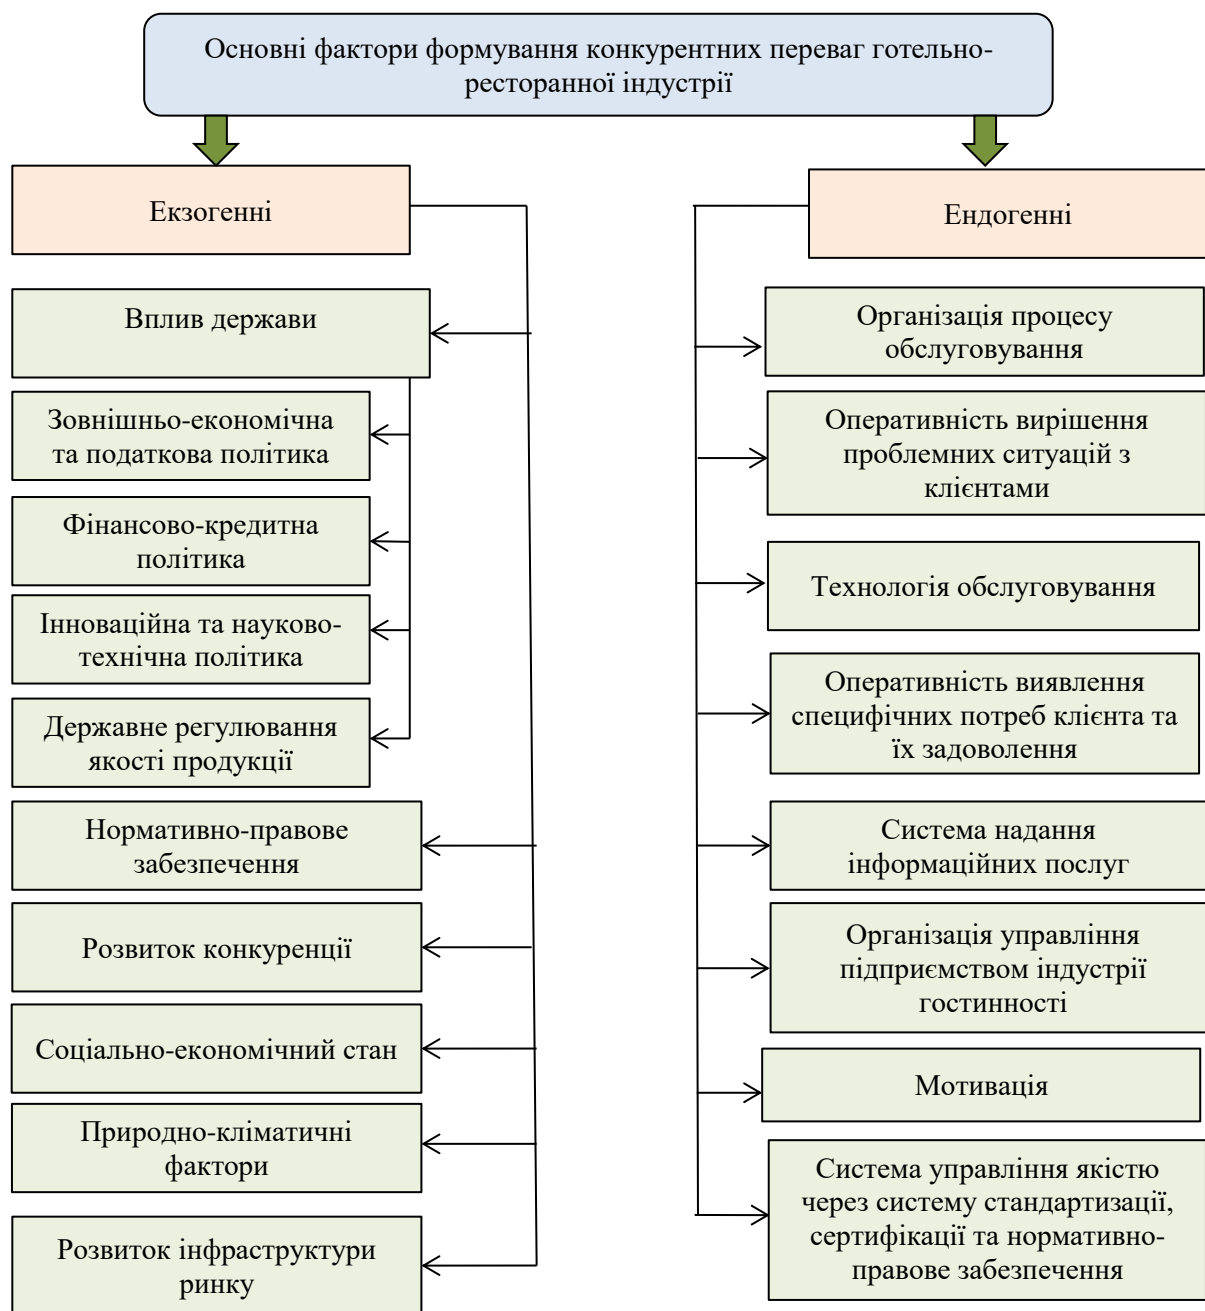 Основні фактори формування конкурентних переваг готельно-
ресторанної індустрії
Екзогенні
Ендогенні
Вплив держави
Зовнішньо-економічна
та податкова політика
Фінансово-кредитна
політика
Інноваційна та науково-
технічна політика
Державне регулювання
якості продукції
Нормативно-правове
забезпечення
Розвиток конкуренції
Соціально-економічний стан
Природно-кліматичні
фактори
Розвиток інфраструктури
ринку
Організація процесу
обслуговування
Оперативність вирішення
проблемних ситуацій з
клієнтами
Технологія обслуговування
Оперативність виявлення
специфічних потреб клієнта та
їх задоволення
Система надання
інформаційних послуг
Організація управління
підприємством індустрії
гостинності
Мотивація
Система управління якістю
через систему стандартизації,
сертифікації та нормативно-
правове забезпечення